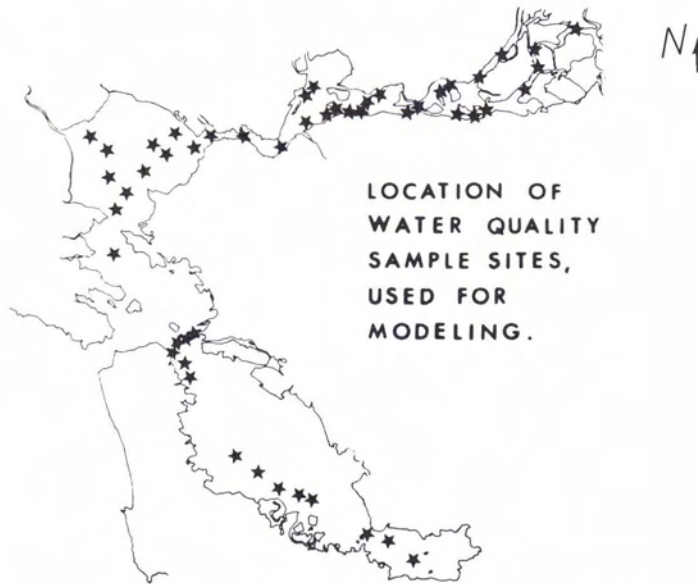 N
LOCATION OF
WATER QUALITY
SAMPLE SITES,
USED FOR
MODELING.